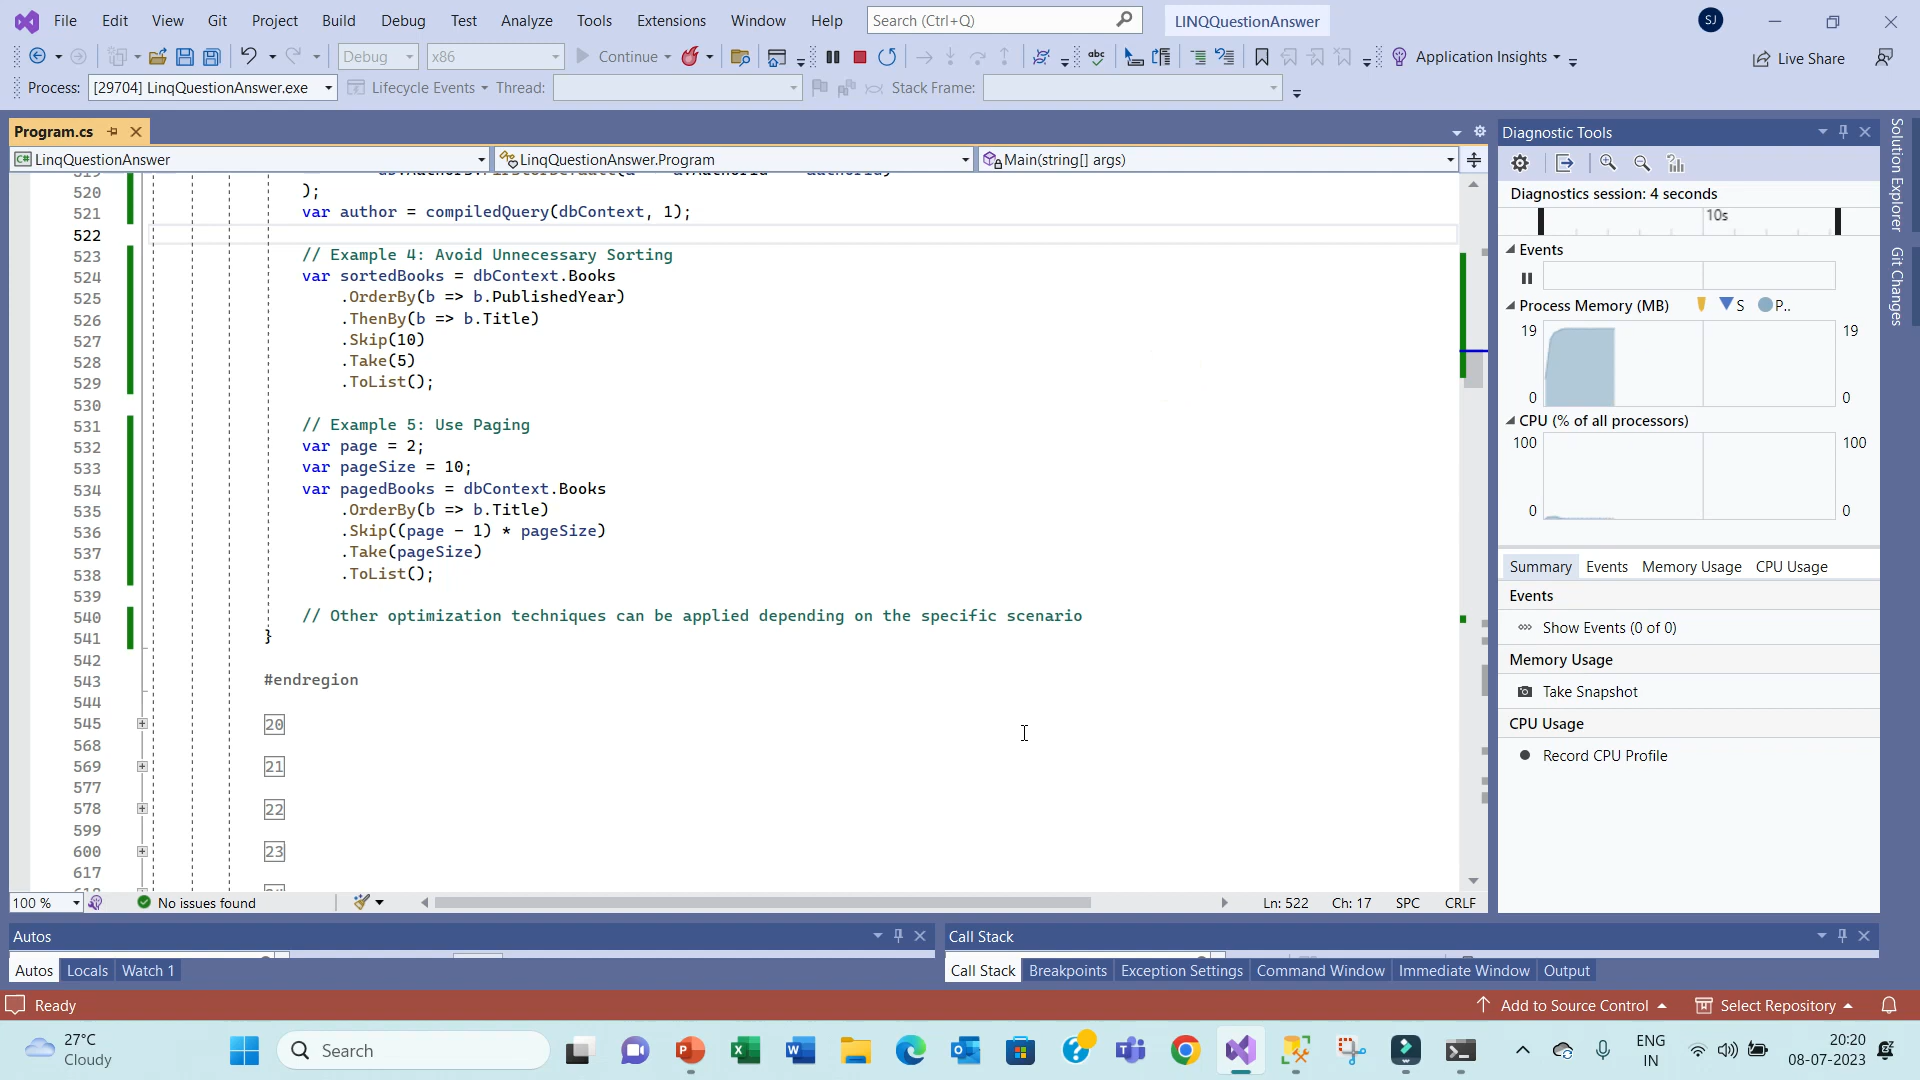 File Edit View Git Project Build Debug Test Analyze Tools Extensions Window Help Search (Ctrl+Q) LINQQuestionAnswer SJ
Debug x86 Continue abc Application Insights Live Share
Process: [29704] LinqQuestionAnswer.exe Lifecycle Events Thread: Stack Frame:
Program.cs
C# LinqQuestionAnswer LinqQuestionAnswer.Program Main(string[] args)
520 );
521 var author = compiledQuery(dbContext, 1);
522
523 // Example 4: Avoid Unnecessary Sorting
524 var sortedBooks = dbContext.Books
525 .OrderBy(b => b.PublishedYear)
526 .ThenBy(b => b.Title)
527 .Skip(10)
528 .Take(5)
529 .ToList();
530
531 // Example 5: Use Paging
532 var page = 2;
533 var pageSize = 10;
534 var pagedBooks = dbContext.Books
535 .OrderBy(b => b.Title)
536 .Skip((page - 1) * pageSize)
537 .Take(pageSize)
538 .ToList();
539
540 // Other optimization techniques can be applied depending on the specific scenario
541 }
542
543 #endregion
544
545 20
568
569 21
577
578 22
599
600 23
617
100 % No issues found Ln: 522 Ch: 17 SPC CRLF
Diagnostic Tools
Diagnostics session: 4 seconds
10s
Events
Process Memory (MB) S P..
19 19
0 0
CPU (% of all processors)
100 100
0 0
Summary Events Memory Usage CPU Usage
Events
Show Events (0 of 0)
Memory Usage
Take Snapshot
CPU Usage
Record CPU Profile
Solution Explorer
Git Changes
Autos
Autos Locals Watch 1
Call Stack
Call Stack Breakpoints Exception Settings Command Window Immediate Window Output
Ready Add to Source Control Select Repository
27°C
Cloudy
Search
ENG
IN
20:20
08-07-2023